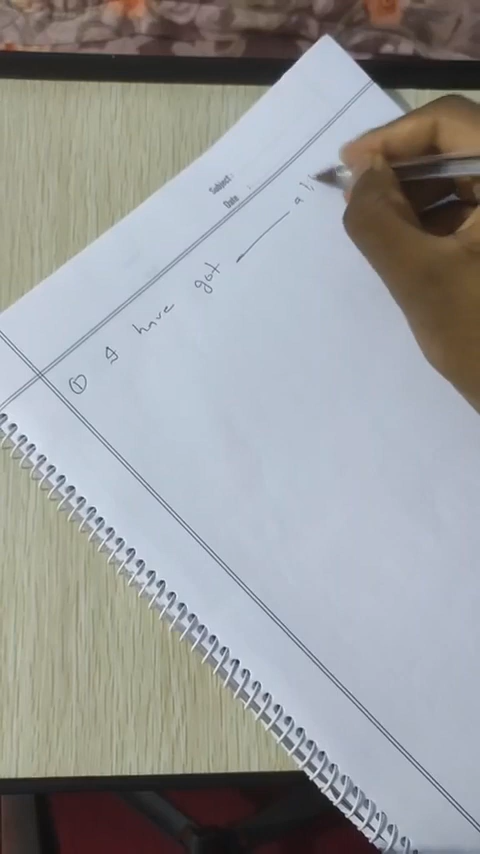 Subject :
Date :
① I have got ____ a